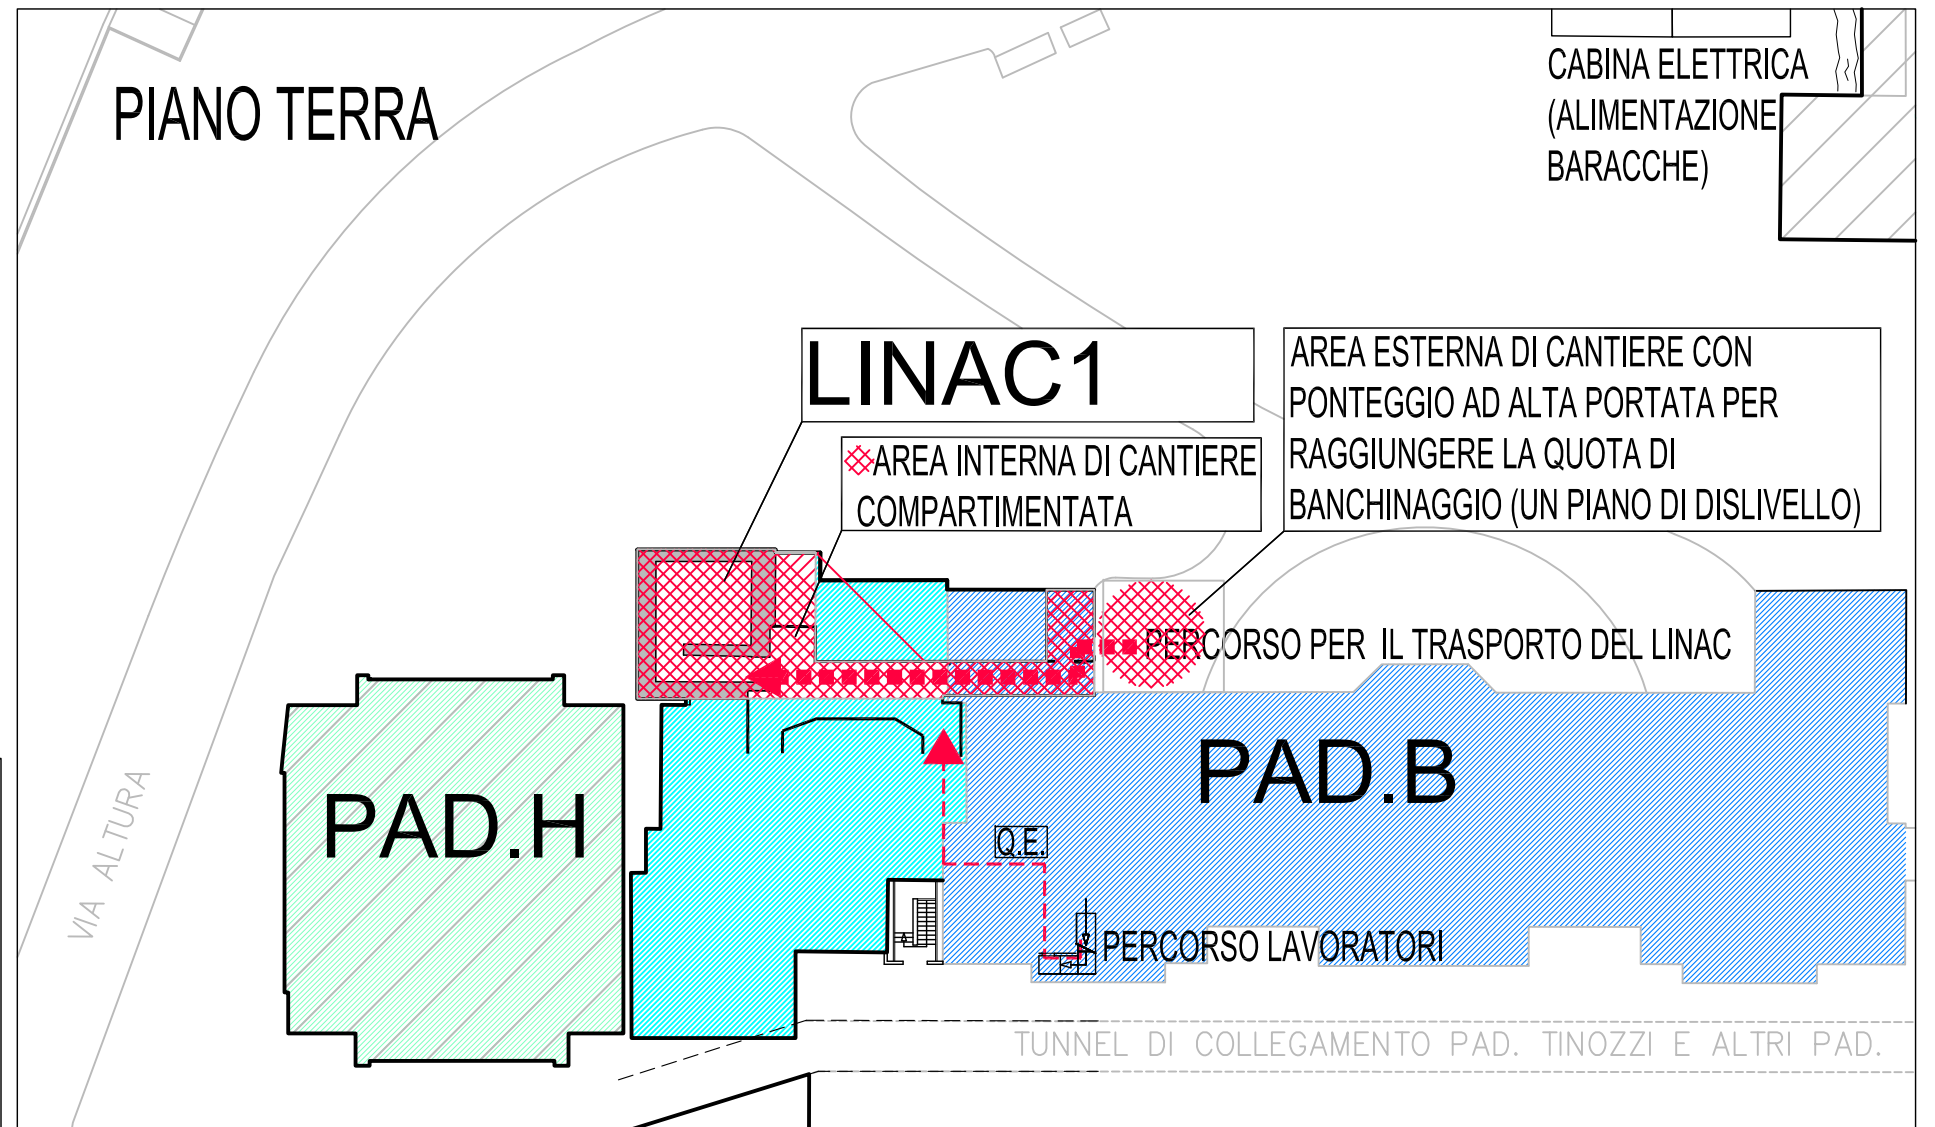 PIANO TERRA
CABINA ELETTRICA
(ALIMENTAZIONE
BARACCHE)
LINAC1
AREA INTERNA DI CANTIERE
COMPARTIMENTATA
AREA ESTERNA DI CANTIERE CON
PONTEGGIO AD ALTA PORTATA PER
RAGGIUNGERE LA QUOTA DI
BANCHINAGGIO (UN PIANO DI DISLIVELLO)
PERCORSO PER IL TRASPORTO DEL LINAC
PAD.H
PAD.B
VIA ALTURA
Q.E.
PERCORSO LAVORATORI
TUNNEL DI COLLEGAMENTO PAD. TINOZZI E ALTRI PAD.